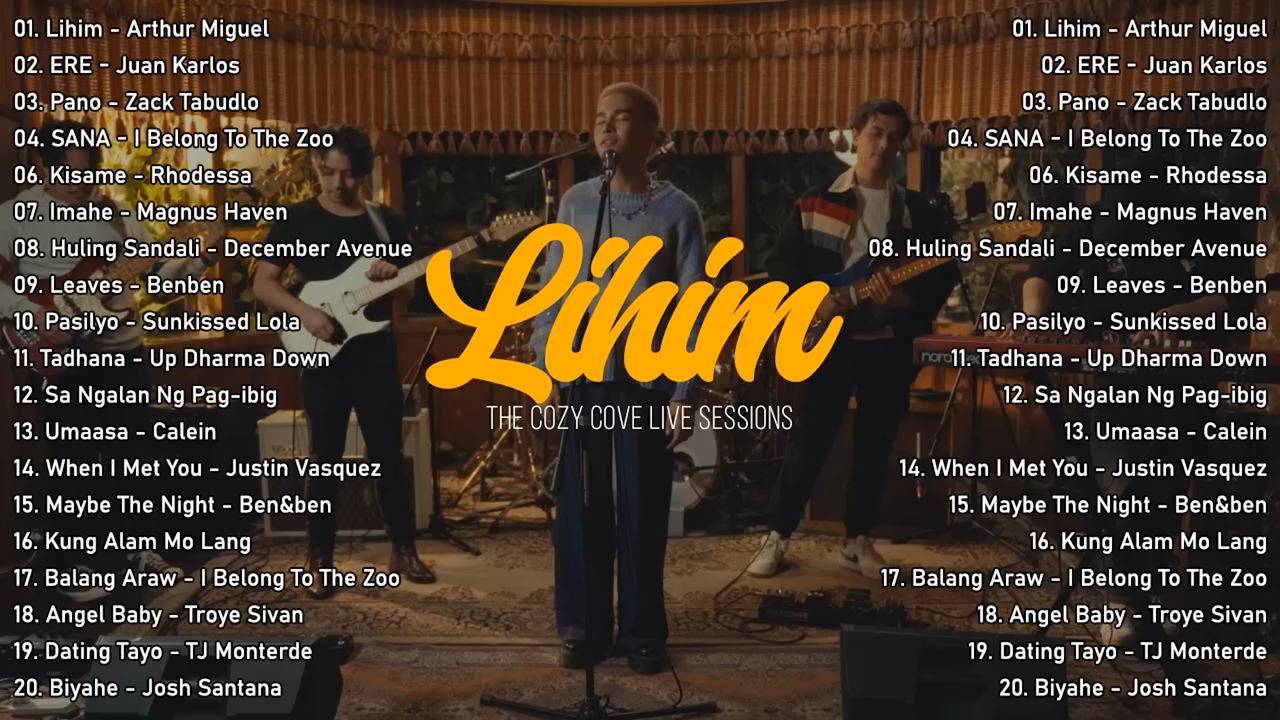 01. Lihim - Arthur Miguel
02. ERE - Juan Karlos
03. Pano - Zack Tabudlo
04. SANA - I Belong To The Zoo
06. Kisame - Rhodessa
07. Imahe - Magnus Haven
08. Huling Sandali - December Avenue
09. Leaves - Benben
10. Pasilyo - Sunkissed Lola
11. Tadhana - Up Dharma Down
12. Sa Ngalan Ng Pag-ibig
13. Umaasa - Calein
14. When I Met You - Justin Vasquez
15. Maybe The Night - Ben&ben
16. Kung Alam Mo Lang
17. Balang Araw - I Belong To The Zoo
18. Angel Baby - Troye Sivan
19. Dating Tayo - TJ Monterde
20. Biyahe - Josh Santana
Lihim
THE COZY COVE LIVE SESSIONS
01. Lihim - Arthur Miguel
02. ERE - Juan Karlos
03. Pano - Zack Tabudlo
04. SANA - I Belong To The Zoo
06. Kisame - Rhodessa
07. Imahe - Magnus Haven
08. Huling Sandali - December Avenue
09. Leaves - Benben
10. Pasilyo - Sunkissed Lola
11. Tadhana - Up Dharma Down
12. Sa Ngalan Ng Pag-ibig
13. Umaasa - Calein
14. When I Met You - Justin Vasquez
15. Maybe The Night - Ben&ben
16. Kung Alam Mo Lang
17. Balang Araw - I Belong To The Zoo
18. Angel Baby - Troye Sivan
19. Dating Tayo - TJ Monterde
20. Biyahe - Josh Santana